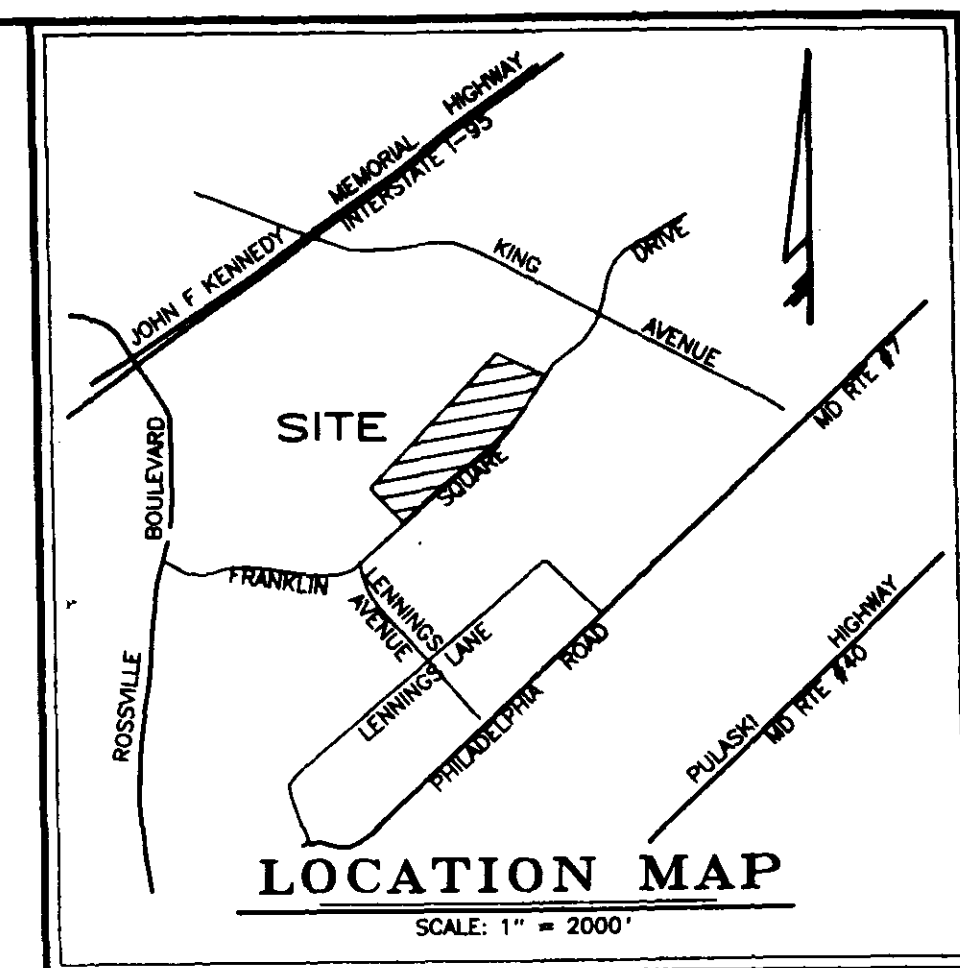 JOHN F KENNEDY MEMORIAL HIGHWAY
INTERSTATE I-95
KING AVENUE
DRIVE
MD RTE #7
SITE
BOULEVARD
SQUARE
FRANKLIN
LENNINGS
AVENUE
LENNINGS LANE
ROSSVILLE
PHILADELPHIA ROAD
PULASKI HIGHWAY
MD RTE #40
LOCATION MAP
SCALE: 1" = 2000'